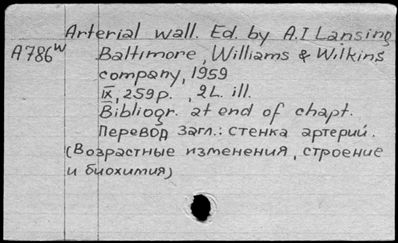 Arterial wall. Ed. by A.I Lansing
A786w Baltimore, Williams & Wilkins
company, 1959
IX, 259p., 2L. ill.
Bibliogr. at end of chapt.
Перевод загл.: стенка артерий.
(Возрастные изменения, строение
и биохимия)